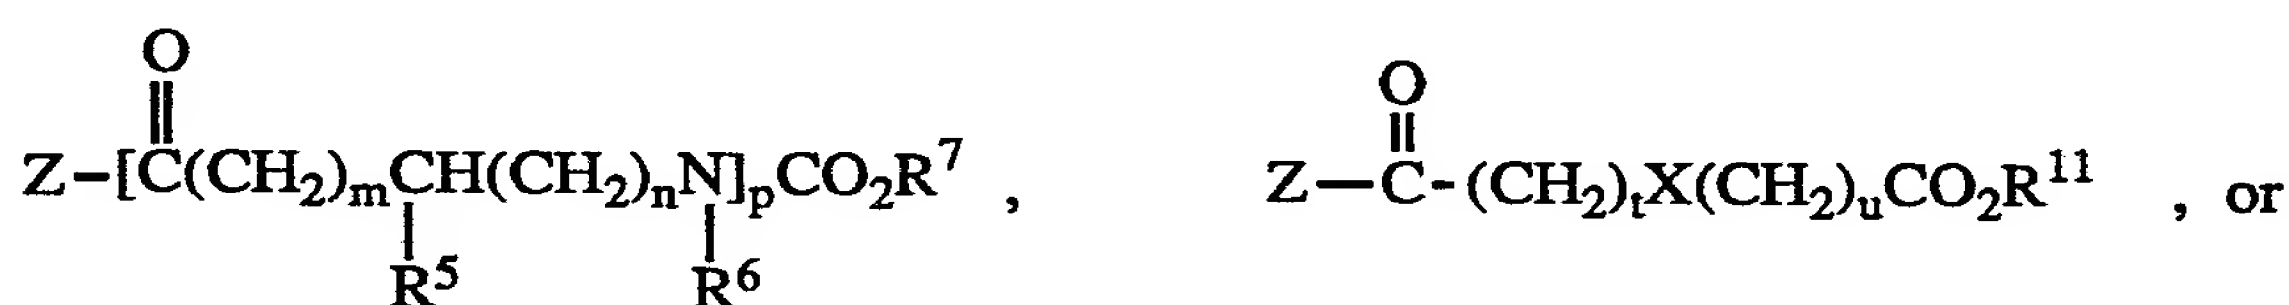 O O
Z–[C(CH₂)ₘCH(CH₂)ₙN]ₚCO₂R⁷ , Z—C-(CH₂)ₜX(CH₂)ᵤCO₂R¹¹ , or
R⁵ R⁶